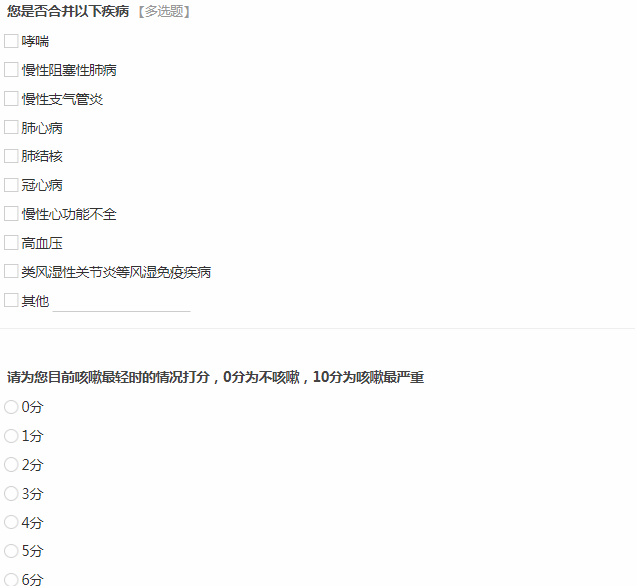 您是否合并以下疾病 【多选题】
哮喘
慢性阻塞性肺病
慢性支气管炎
肺心病
肺结核
冠心病
慢性心功能不全
高血压
类风湿性关节炎等风湿免疫疾病
其他
请为您目前咳嗽最轻时的情况打分，0分为不咳嗽，10分为咳嗽最严重
0分
1分
2分
3分
4分
5分
6分